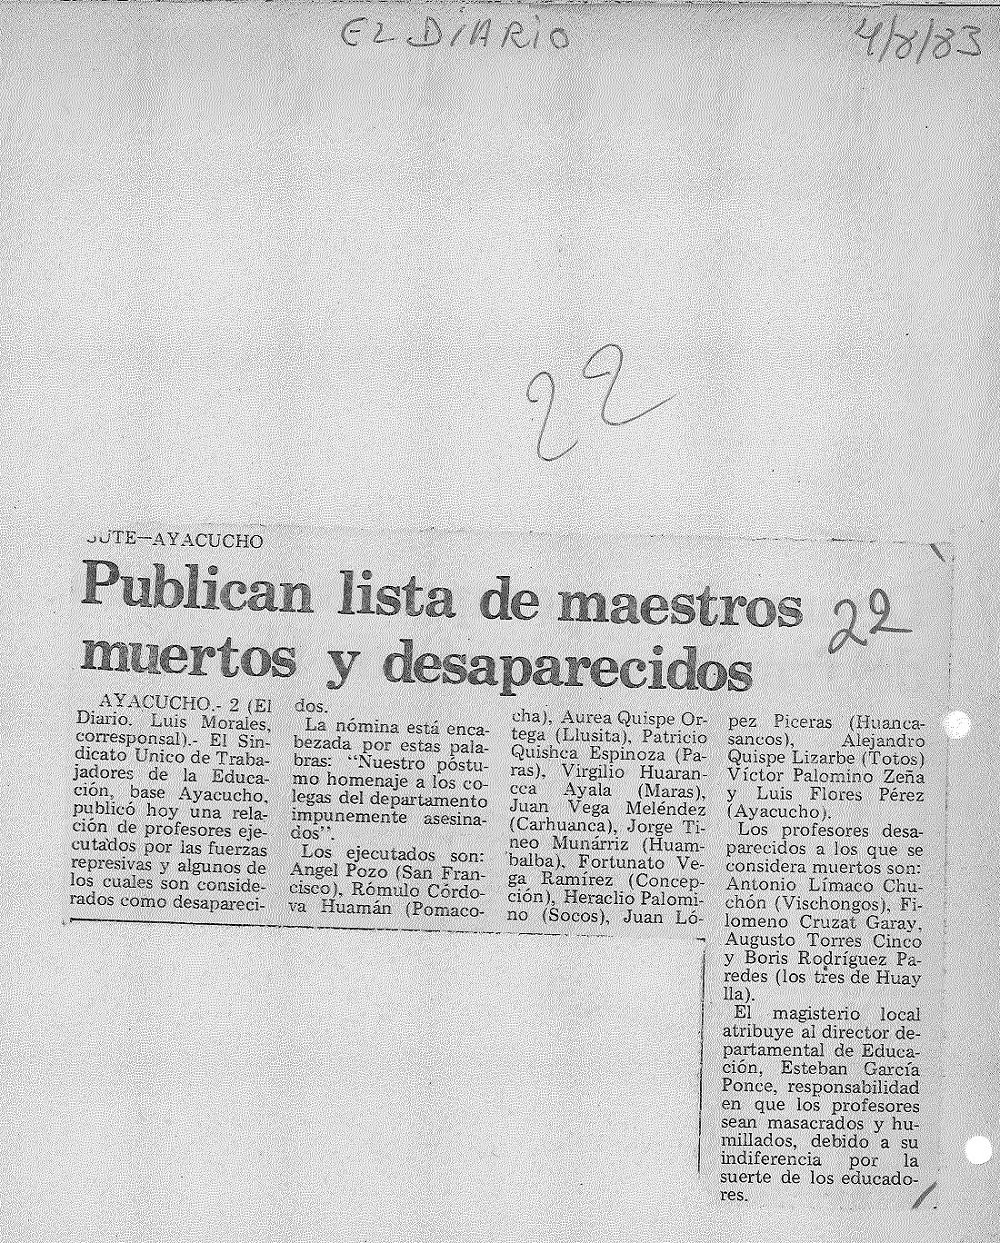 EL DIARIO
4/8/83
22
SUTE—AYACUCHO
Publican lista de maestros
muertos y desaparecidos
22
AYACUCHO.- 2 (El
Diario. Luis Morales,
corresponsal).- El Sin-
dicato Unico de Traba-
jadores de la Educa-
ción, base Ayacucho,
publicó hoy una rela-
ción de profesores eje-
cutados por las fuerzas
represivas y algunos de
los cuales son conside-
rados como desapareci-
dos.
La nómina está enca-
bezada por estas pala-
bras: "Nuestro póstu-
mo homenaje a los co-
legas del departamento
impunemente asesina-
dos".
Los ejecutados son:
Angel Pozo (San Fran-
cisco), Rómulo Córdo-
va Huamán (Pomaco-
cha), Aurea Quispe Or-
tega (Llusita), Patricio
Quishca Espinoza (Pa-
ras), Virgilio Huaran-
cca Ayala (Maras),
Juan Vega Meléndez
(Carhuanca), Jorge Ti-
neo Munárriz (Huam-
balba), Fortunato Ve-
ga Ramírez (Concep-
ción), Heraclio Palomi-
no (Socos), Juan Ló-
pez Piceras (Huanca-
sancos), Alejandro
Quispe Lizarbe (Totos)
Víctor Palomino Zeña
y Luis Flores Pérez
(Ayacucho).
Los profesores desa-
parecidos a los que se
considera muertos son:
Antonio Límaco Chu-
chón (Vischongos), Fi-
lomeno Cruzat Garay,
Augusto Torres Cinco
y Boris Rodríguez Pa-
redes (los tres de Huay
lla).
El magisterio local
atribuye al director de-
partamental de Educa-
ción, Esteban García
Ponce, responsabilidad
en que los profesores
sean masacrados y hu-
millados, debido a su
indiferencia por la
suerte de los educado-
res.